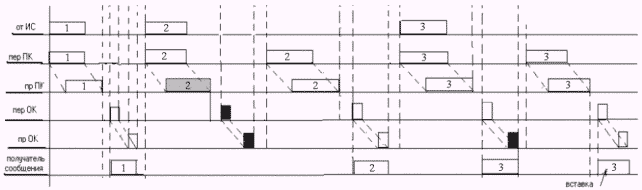 от ИС 1 2 3
пер ПК 1 2 2 3 3
пр ПК 1 2 2 3 3
пер ОК
пр ОК
получатель сообщения 1 2 3 3
вставка